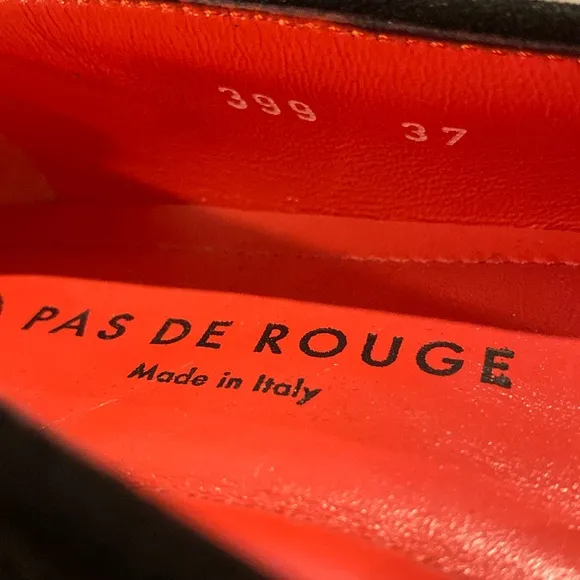 399 37
PAS DE ROUGE
Made in Italy